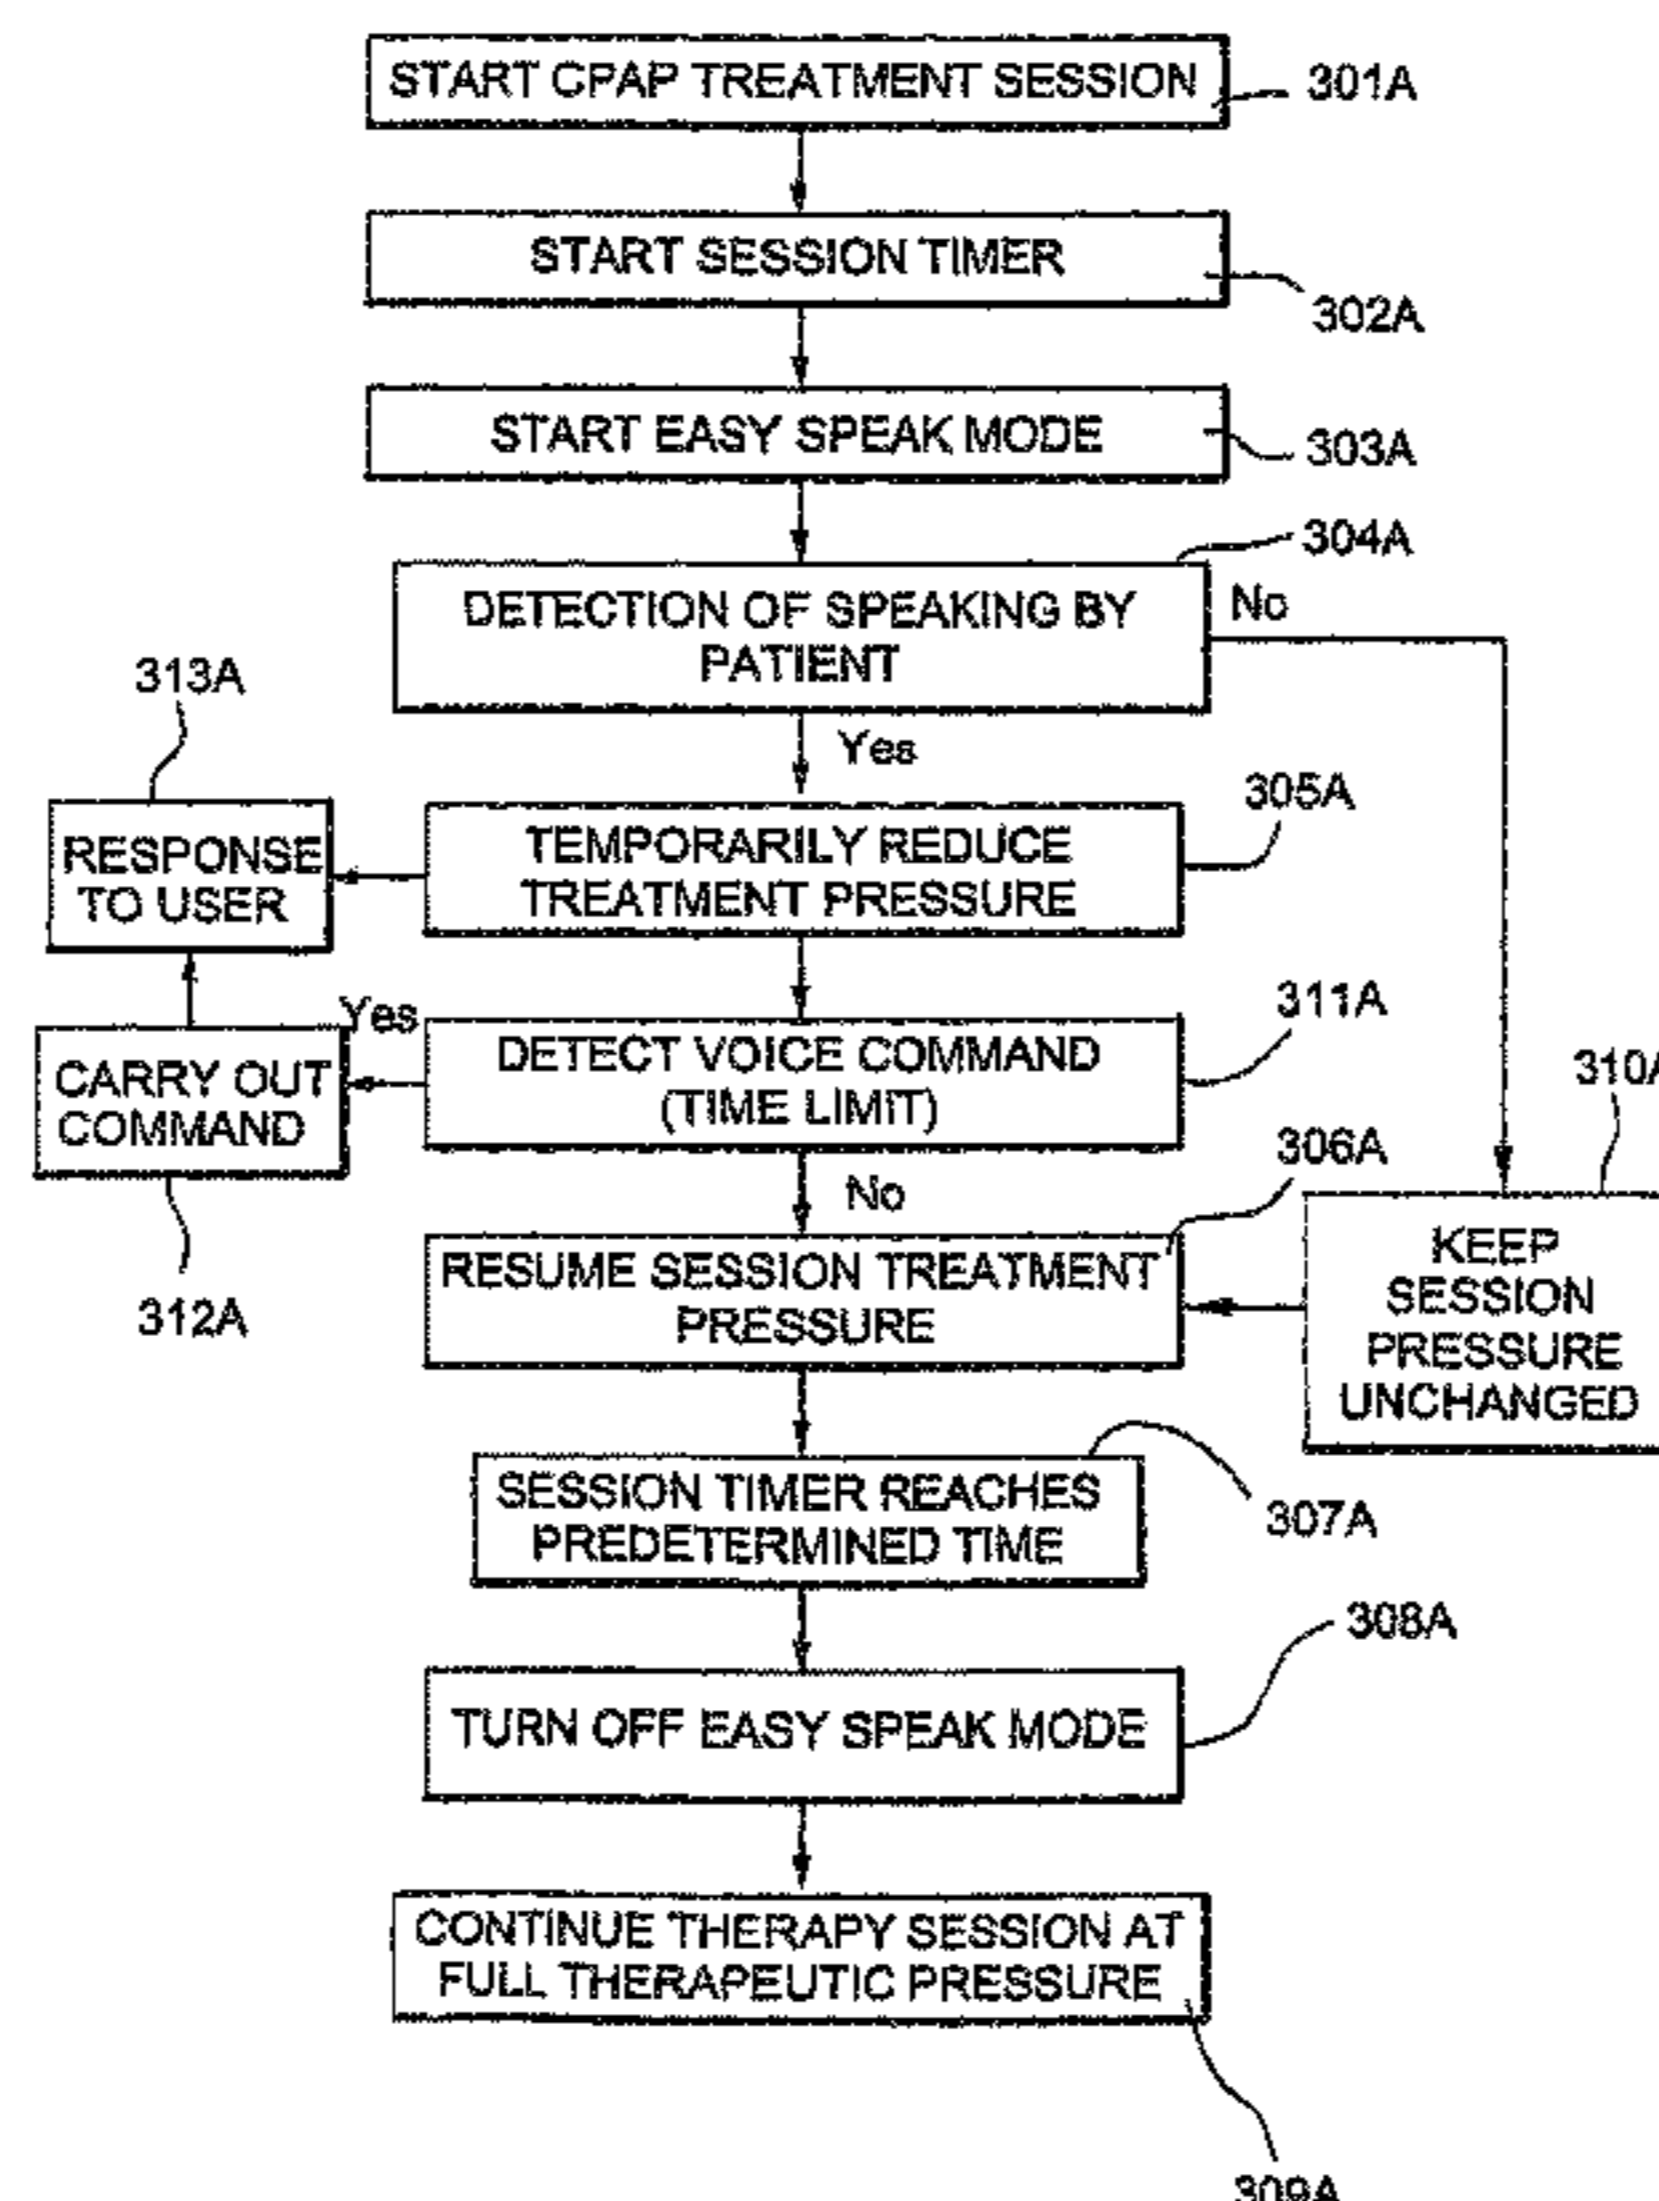 START CPAP TREATMENT SESSION
301A
START SESSION TIMER
302A
START EASY SPEAK MODE
303A
304A
DETECTION OF SPEAKING BY
PATIENT
No
Yes
313A
305A
RESPONSE
TO USER
TEMPORARILY REDUCE
TREATMENT PRESSURE
311A
Yes
CARRY OUT
COMMAND
DETECT VOICE COMMAND
(TIME LIMIT)
310A
306A
No
312A
RESUME SESSION TREATMENT
PRESSURE
KEEP
SESSION
PRESSURE
UNCHANGED
SESSION TIMER REACHES
PREDETERMINED TIME
307A
308A
TURN OFF EASY SPEAK MODE
CONTINUE THERAPY SESSION AT
FULL THERAPEUTIC PRESSURE
309A